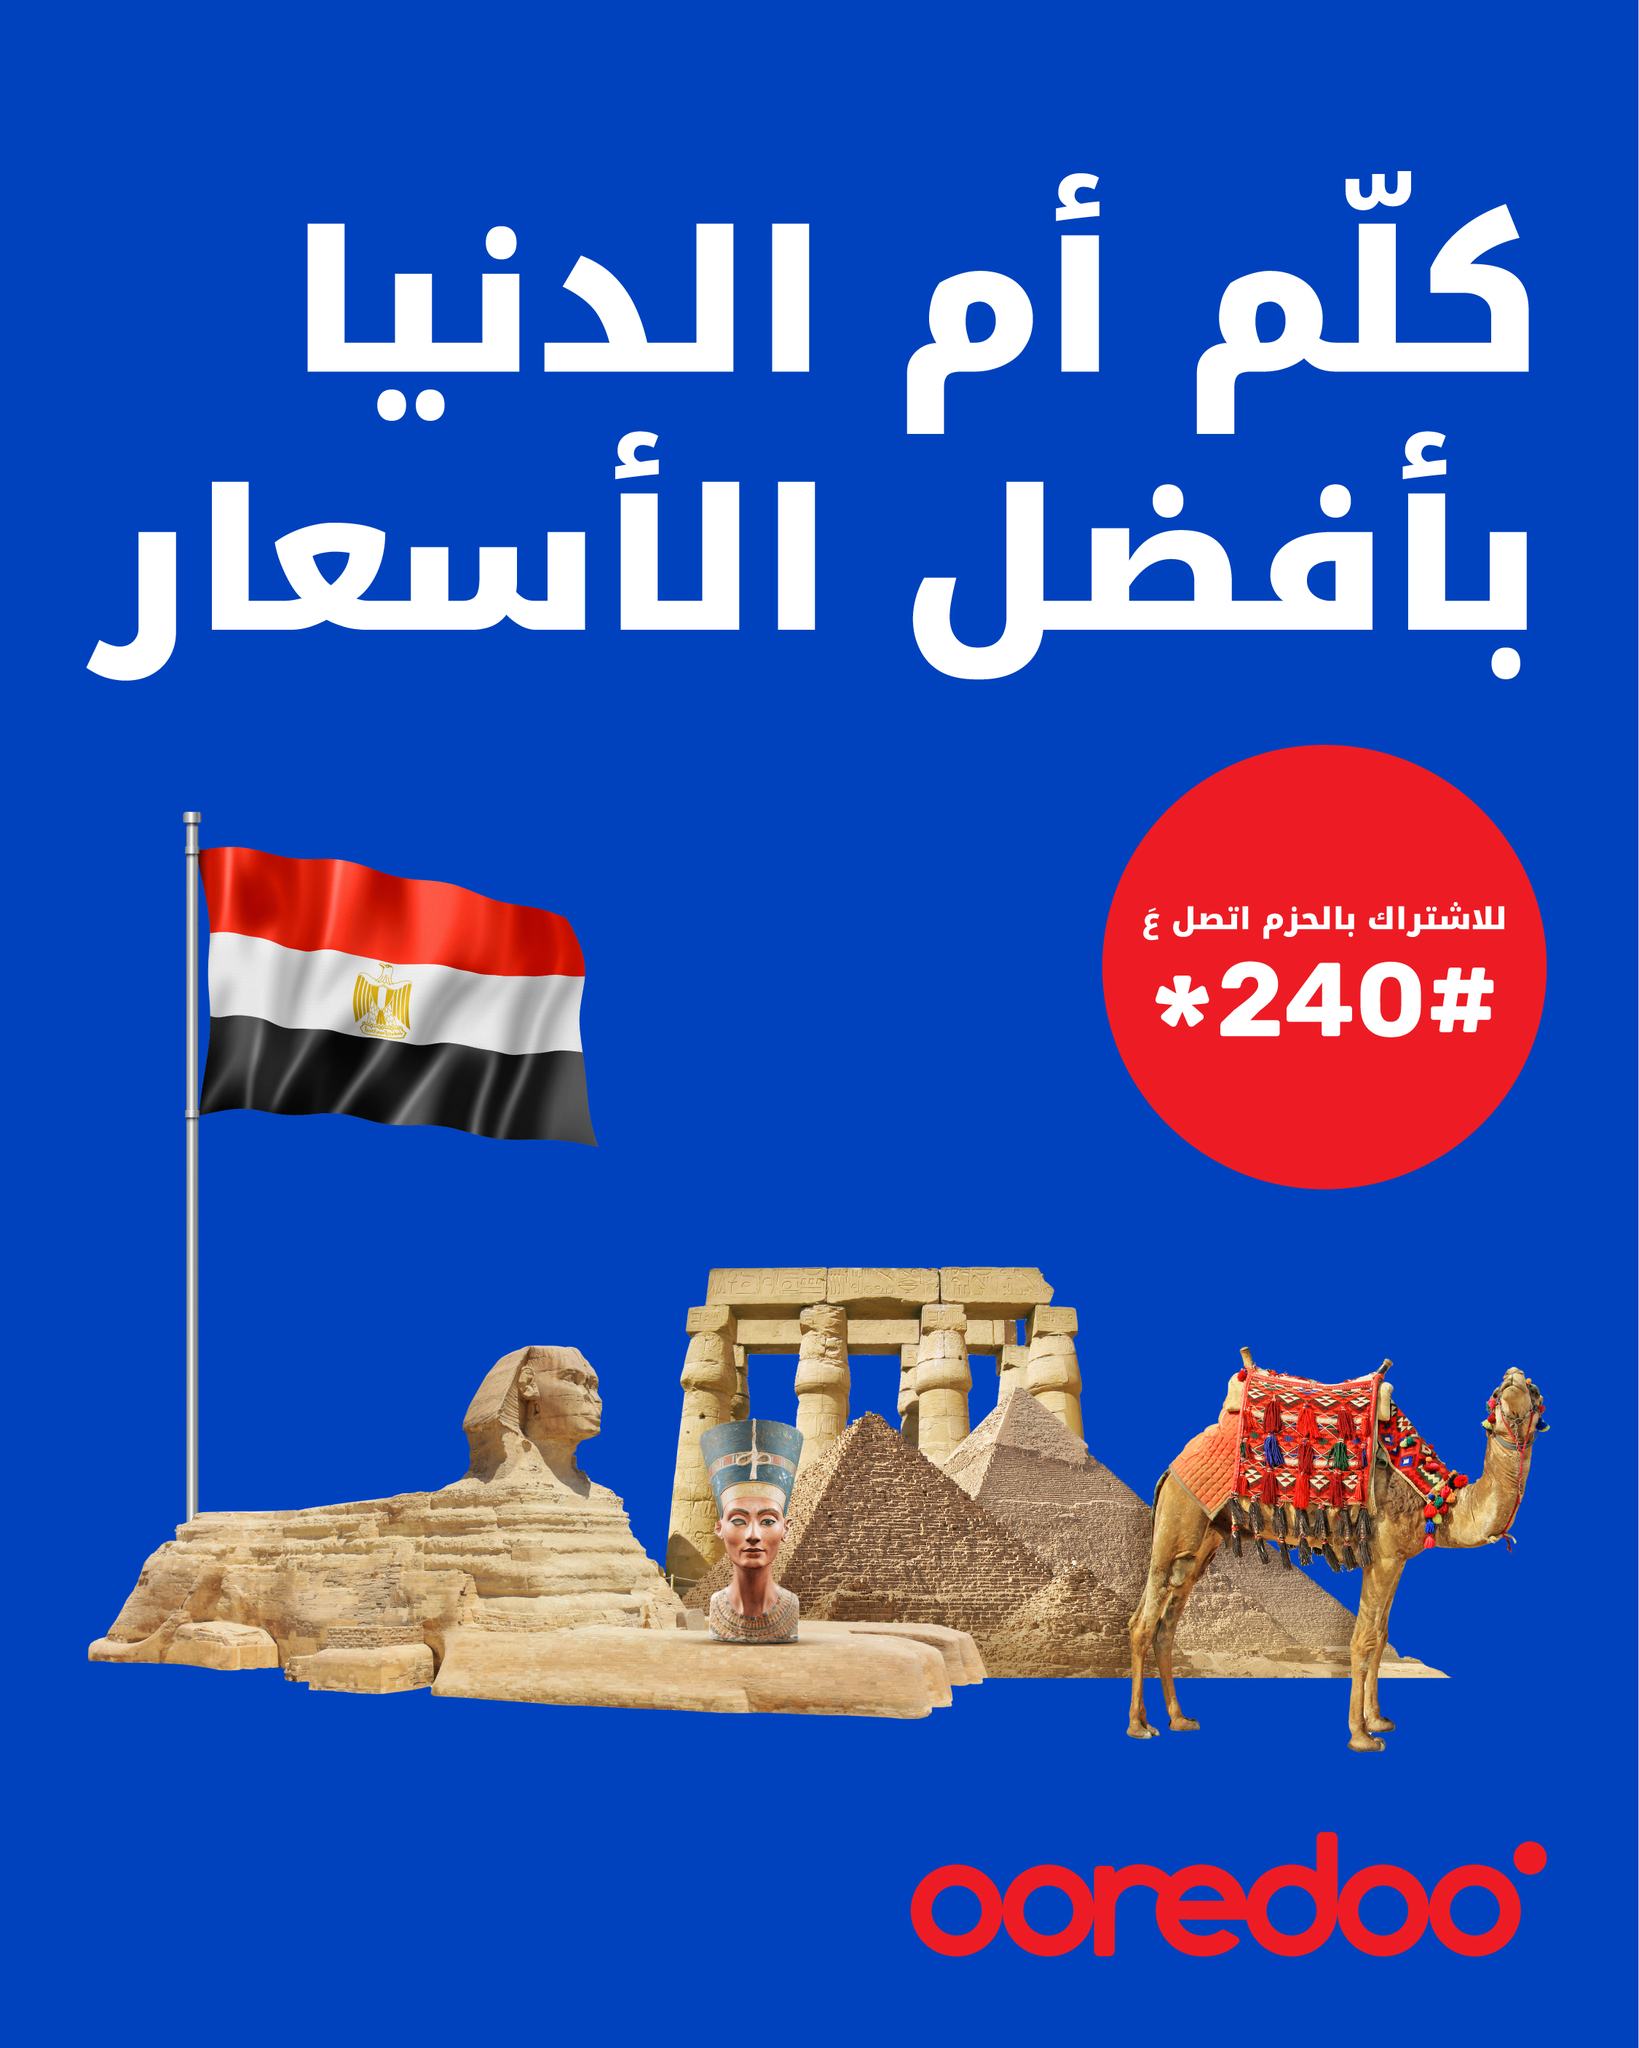 كلّم أم الدنيا
بأفضل الأسعار
للاشتراك بالحزم اتصل عَ
*240#
ooredoo